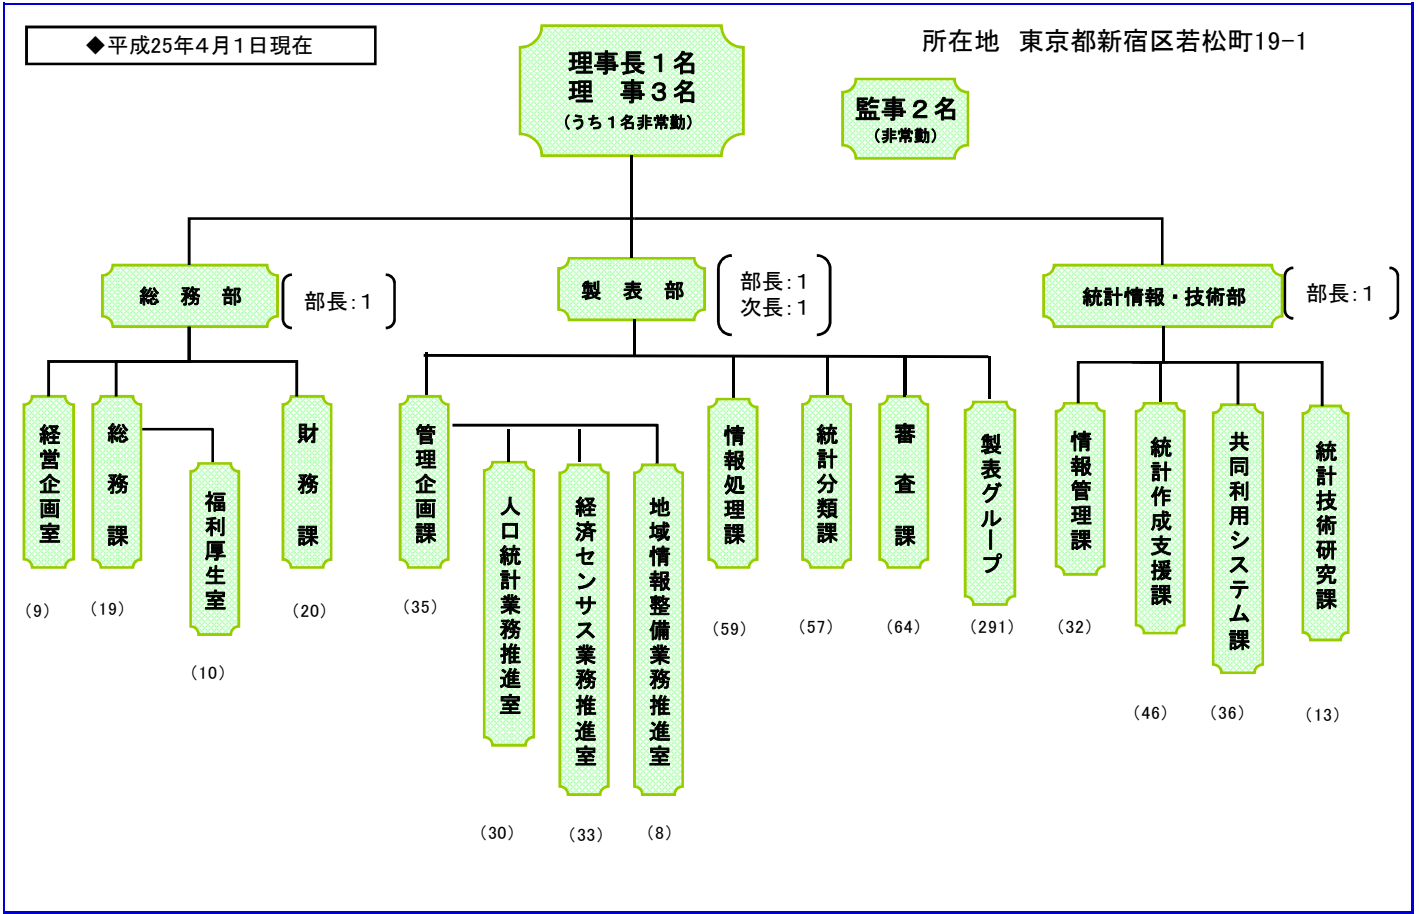 ◆平成25年４月１日現在
所在地　東京都新宿区若松町19-1
理事長１名
理　事３名
（うち１名非常勤）
監事２名
（非常勤）
総　務　部
部長：１
製　表　部
部長：１
次長：１
統計情報・技術部
部長：１
経営企画室
（9）
総務課
（19）
福利厚生室
（10）
財務課
（20）
管理企画課
（35）
人口統計業務推進室
（30）
経済センサス業務推進室
（33）
地域情報整備業務推進室
（8）
情報処理課
（59）
統計分類課
（57）
審査課
（64）
製表グループ
（291）
情報管理課
（32）
統計作成支援課
（46）
共同利用システム課
（36）
統計技術研究課
（13）